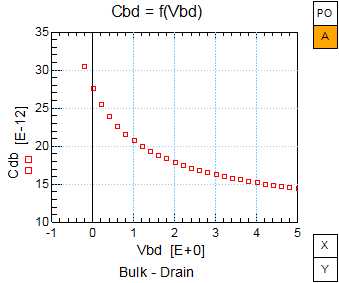 Cbd = f(Vbd)
PO
A
35
30
25
20
15
10
Cdb [E-12]
-1 0 1 2 3 4 5
Vbd [E+0]
Bulk - Drain
X
Y